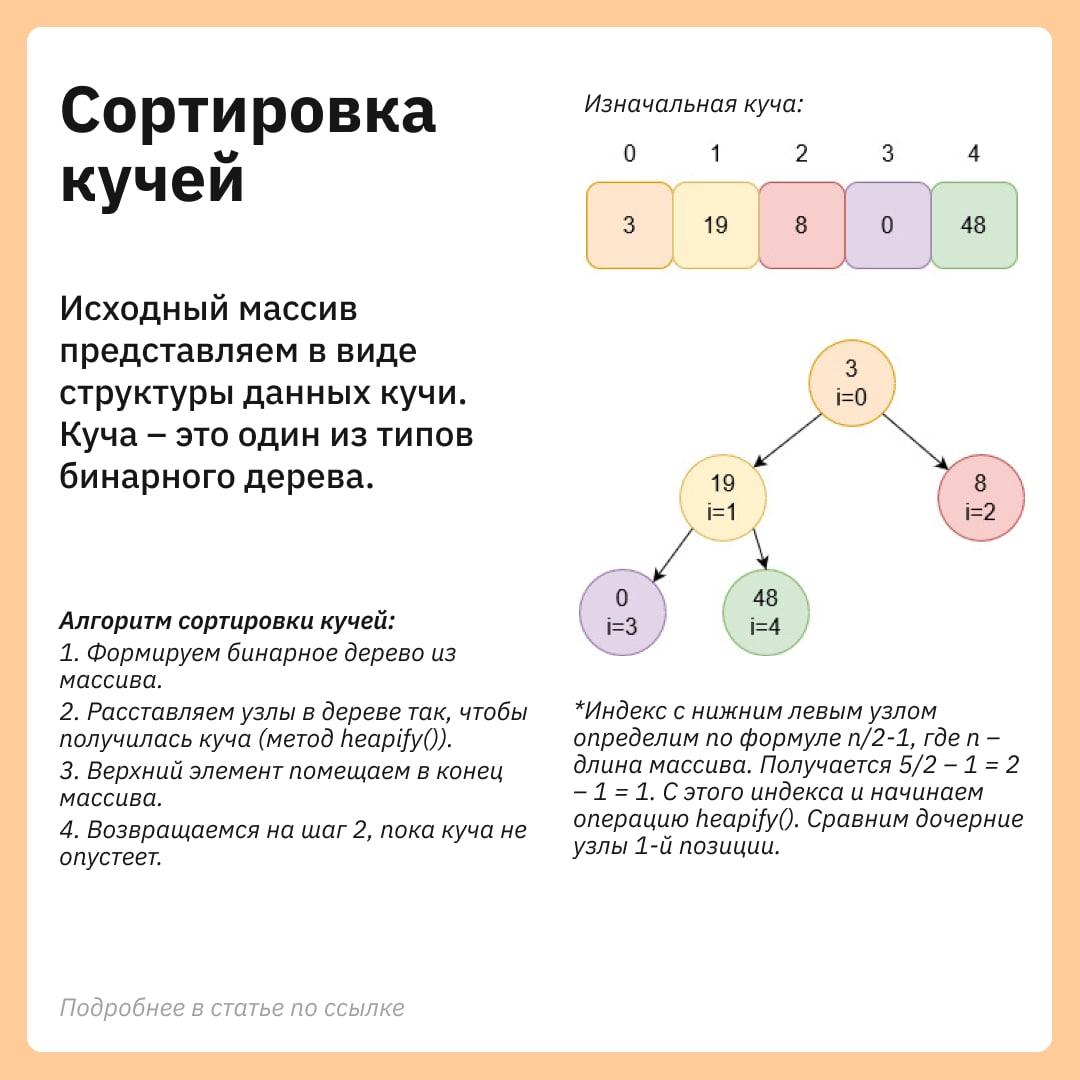 Сортировка
кучей
Исходный массив
представляем в виде
структуры данных кучи.
Куча – это один из типов
бинарного дерева.
Алгоритм сортировки кучей:
1. Формируем бинарное дерево из
массива.
2. Расставляем узлы в дереве так, чтобы
получилась куча (метод heapify()).
3. Верхний элемент помещаем в конец
массива.
4. Возвращаемся на шаг 2, пока куча не
опустеет.
Изначальная куча:
0 1 2 3 4
3 19 8 0 48
3
i=0
19
i=1
8
i=2
0
i=3
48
i=4
*Индекс с нижним левым узлом
определим по формуле n/2-1, где n –
длина массива. Получается 5/2 – 1 = 2
– 1 = 1. С этого индекса и начинаем
операцию heapify(). Сравним дочерние
узлы 1-й позиции.
Подробнее в статье по ссылке